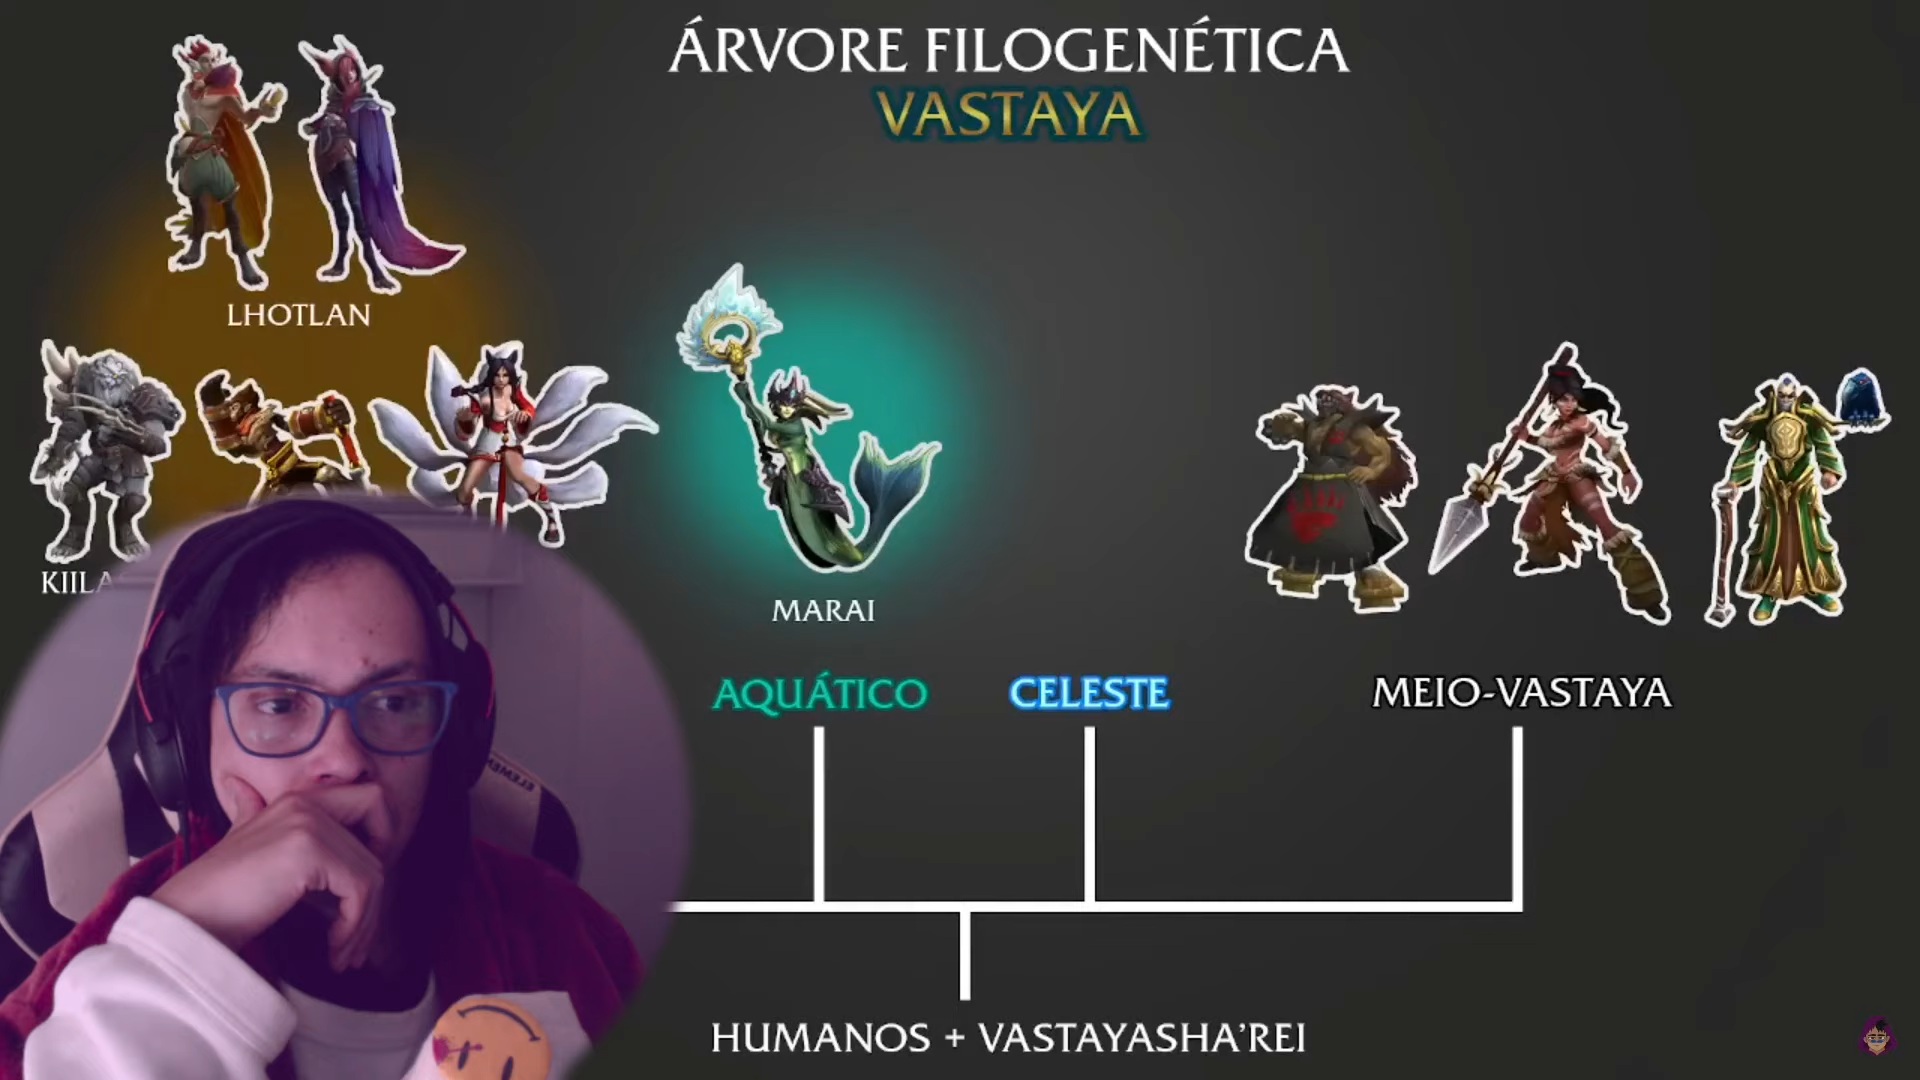 ÁRVORE FILOGENÉTICA
VASTAYA
LHOTLAN
MARAI
AQUÁTICO
CELESTE
MEIO-VASTAYA
HUMANOS + VASTAYASHA'REI